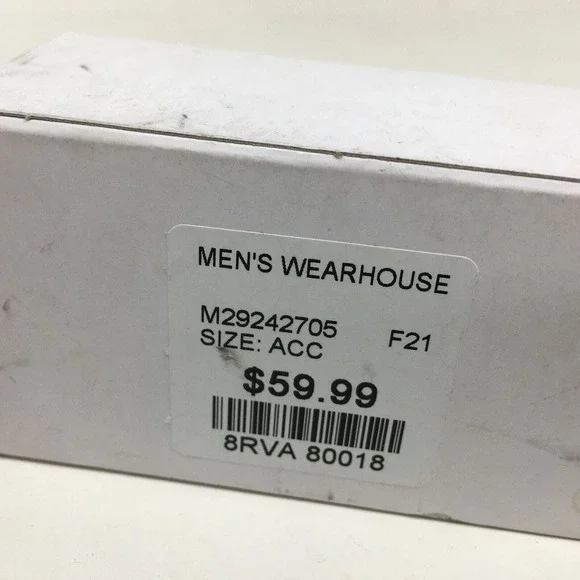 MEN'S WEARHOUSE
M29242705 F21
SIZE: ACC
$59.99
8RVA 80018